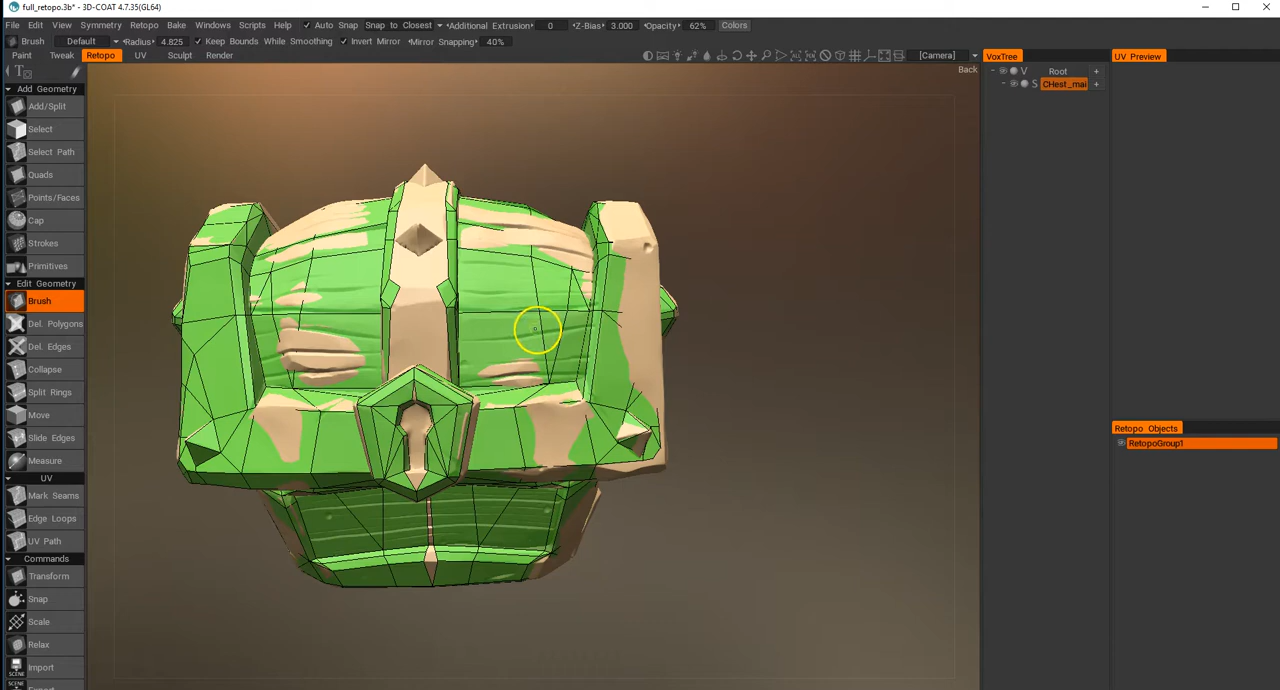 full_retopo.3b* - 3D-COAT 4.7.35(GL64)
File Edit View Symmetry Retopo Bake Windows Scripts Help Auto Snap Snap to Closest Additional Extrusion 0 Z-Bias 3.000 Opacity 62% Colors
Brush Default Radius 4.825 Keep Bounds While Smoothing Invert Mirror Mirror Snapping 40%
Paint Tweak Retopo UV Sculpt Render [Camera] VoxTree UV Preview
Back
Root +
S CHest_mai +
Add Geometry
Add/Split
Select
Select Path
Quads
Points/Faces
Cap
Strokes
Primitives
Edit Geometry
Brush
Del. Polygons
Del. Edges
Collapse
Split Rings
Move
Slide Edges
Measure
UV
Mark Seams
Edge Loops
UV Path
Commands
Transform
Snap
Scale
Relax
SCENE Import
Retopo Objects
RetopoGroup1